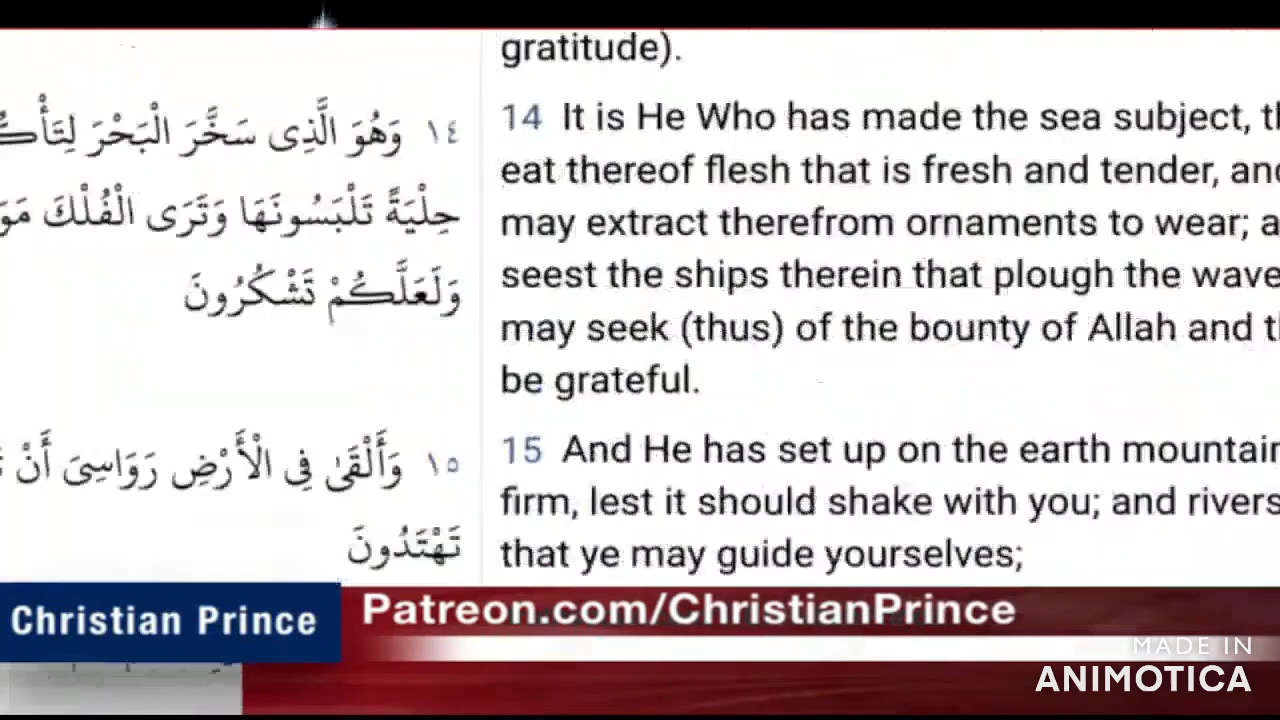 gratitude).
١٤ وَهُوَ الَّذِى سَخَّرَ الْبَحْرَ
حِلْيَةً تَلْبَسُونَهَا وَتَرَى الْفُلْكَ
وَلَعَلَّكُمْ تَشْكُرُونَ
14 It is He Who has made the sea subject,
eat thereof flesh that is fresh and tender,
may extract therefrom ornaments to wear;
seest the ships therein that plough the
may seek (thus) of the bounty of Allah and
be grateful.
١٥ وَأَلْقَىٰ فِى الْأَرْضِ رَوَاسِىَ أَنْ
تَهْتَدُونَ
15 And He has set up on the earth
firm, lest it should shake with you; and rivers
that ye may guide yourselves;
Christian Prince
Patreon.com/ChristianPrince
MADE IN
ANIMOTICA